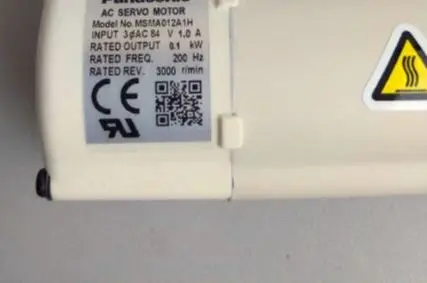 Panasonic
AC SERVO MOTOR
Model No. MSMA012A1H
INPUT 3φAC 84 V 1.0 A
RATED OUTPUT 0.1 kW
RATED FREQ. 200 Hz
RATED REV. 3000 r/min
CE